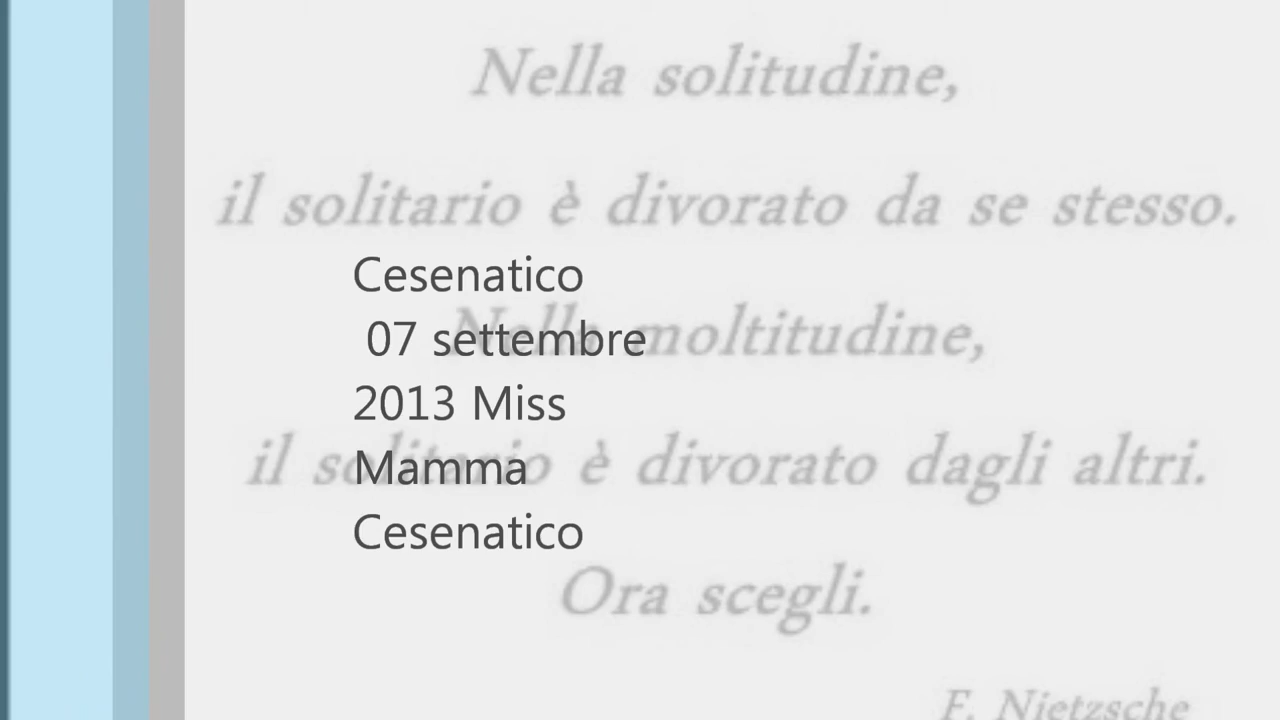 Nella solitudine,
il solitario è divorato da se stesso.
Cesenatico
Nella moltitudine,
07 settembre
2013 Miss
il solitario è divorato dagli altri.
Mamma
Cesenatico
Ora scegli.
F. Nietzsche